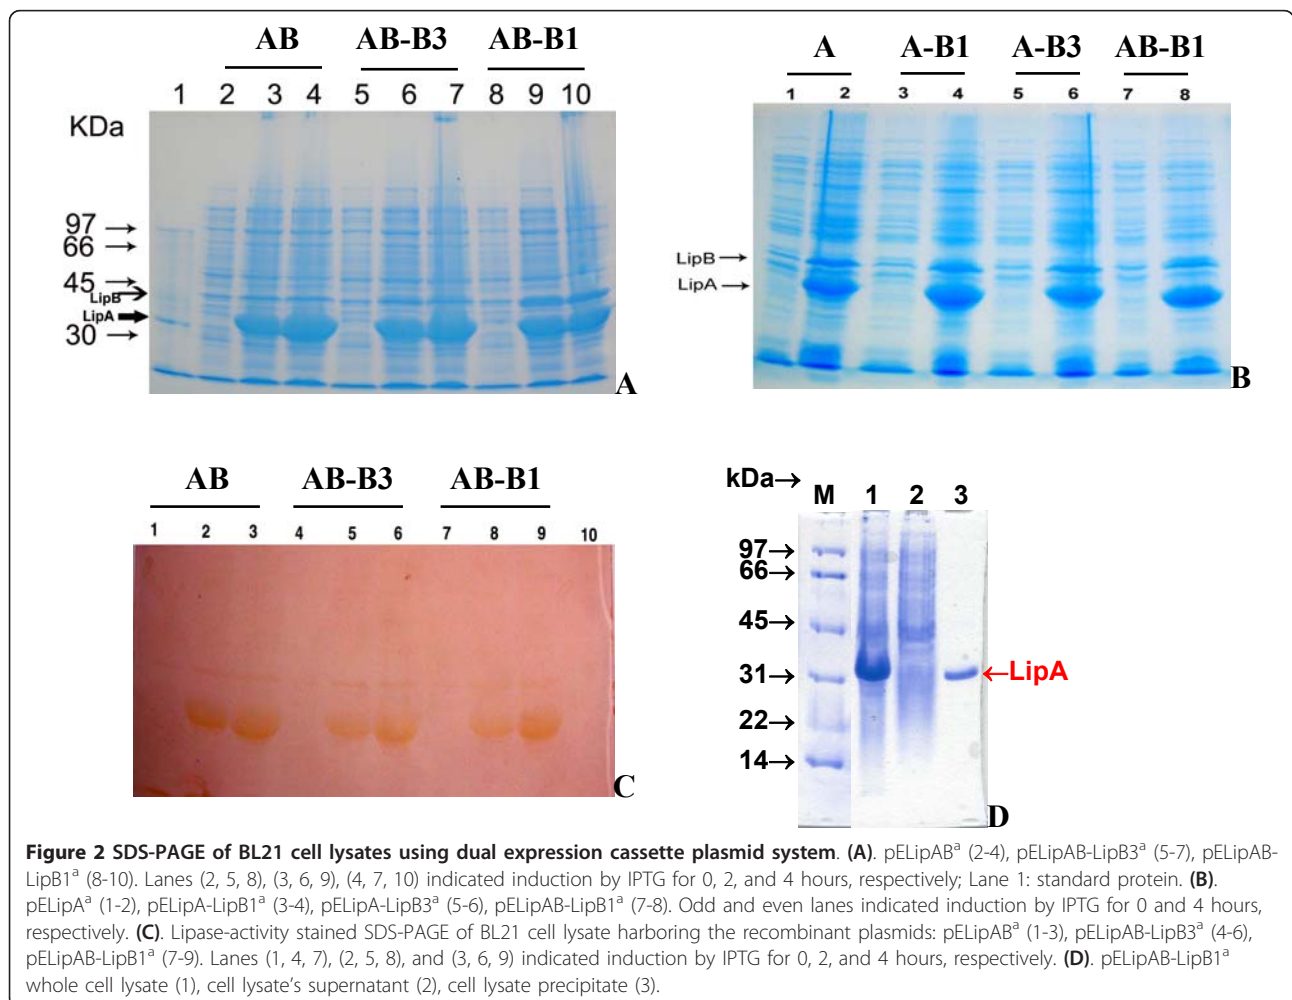 AB AB-B3 AB-B1
1 2 3 4 5 6 7 8 9 10
KDa
97→
66→
45→
LipB→
LipA→
30→
A
A A-B1 A-B3 AB-B1
1 2 3 4 5 6 7 8
LipB→
LipA→
B
AB AB-B3 AB-B1
1 2 3 4 5 6 7 8 9 10
C
kDa→
M 1 2 3
97→
66→
45→
31→
←LipA
22→
14→
D
Figure 2 SDS-PAGE of BL21 cell lysates using dual expression cassette plasmid system. (A). pELipABᵃ (2-4), pELipAB-LipB3ᵃ (5-7), pELipAB-
LipB1ᵃ (8-10). Lanes (2, 5, 8), (3, 6, 9), (4, 7, 10) indicated induction by IPTG for 0, 2, and 4 hours, respectively; Lane 1: standard protein. (B).
pELipAᵃ (1-2), pELipA-LipB1ᵃ (3-4), pELipA-LipB3ᵃ (5-6), pELipAB-LipB1ᵃ (7-8). Odd and even lanes indicated induction by IPTG for 0 and 4 hours,
respectively. (C). Lipase-activity stained SDS-PAGE of BL21 cell lysate harboring the recombinant plasmids: pELipABᵃ (1-3), pELipAB-LipB3ᵃ (4-6),
pELipAB-LipB1ᵃ (7-9). Lanes (1, 4, 7), (2, 5, 8), and (3, 6, 9) indicated induction by IPTG for 0, 2, and 4 hours, respectively. (D). pELipAB-LipB1ᵃ
whole cell lysate (1), cell lysate's supernatant (2), cell lysate precipitate (3).